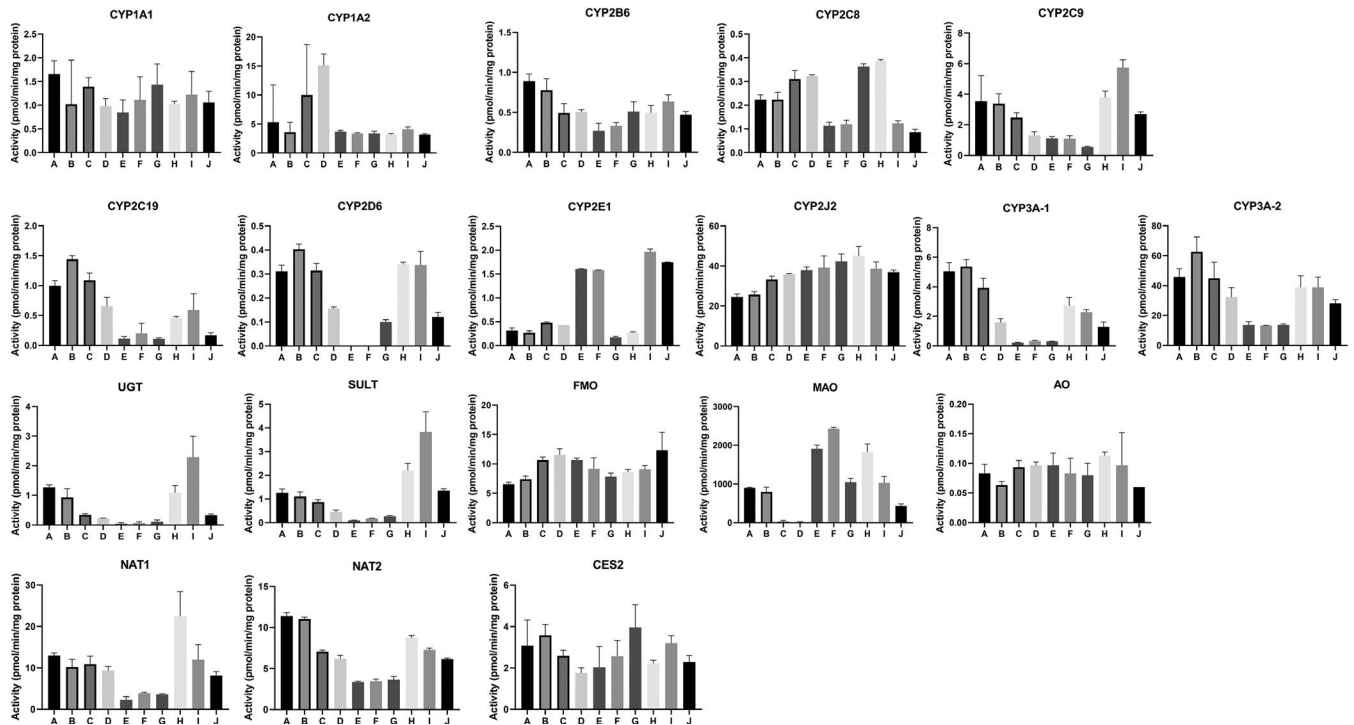 CYP1A1
Activity (pmol/min/mg protein)
2.0
1.5
1.0
0.5
0.0
A B C D E F G H I J
CYP1A2
Activity (pmol/min/mg protein)
20
15
10
5
0
A B C D E F G H I J
CYP2B6
Activity (pmol/min/mg protein)
1.5
1.0
0.5
0.0
A B C D E F G H I J
CYP2C8
Activity (pmol/min/mg protein)
0.5
0.4
0.3
0.2
0.1
0.0
A B C D E F G H I J
CYP2C9
Activity (pmol/min/mg protein)
8
6
4
2
0
A B C D E F G H I J
CYP2C19
Activity (pmol/min/mg protein)
2.0
1.5
1.0
0.5
0.0
A B C D E F G H I J
CYP2D6
Activity (pmol/min/mg protein)
0.5
0.4
0.3
0.2
0.1
0.0
A B C D E F G H I J
CYP2E1
Activity (pmol/min/mg protein)
2.5
2.0
1.5
1.0
0.5
0.0
A B C D E F G H I J
CYP2J2
Activity (pmol/min/mg protein)
60
40
20
0
A B C D E F G H I J
CYP3A-1
Activity (pmol/min/mg protein)
8
6
4
2
0
A B C D E F G H I J
CYP3A-2
Activity (pmol/min/mg protein)
80
60
40
20
0
A B C D E F G H I J
UGT
Activity (pmol/min/mg protein)
4
3
2
1
0
A B C D E F G H I J
SULT
Activity (pmol/min/mg protein)
5
4
3
2
1
0
A B C D E F G H I J
FMO
Activity (pmol/min/mg protein)
20
15
10
5
0
A B C D E F G H I J
MAO
Activity (pmol/min/mg protein)
3000
2000
1000
0
A B C D E F G H I J
AO
Activity (pmol/min/mg protein)
0.20
0.15
0.10
0.05
0.00
A B C D E F G H I J
NAT1
Activity (pmol/min/mg protein)
30
20
10
0
A B C D E F G H I J
NAT2
Activity (pmol/min/mg protein)
15
10
5
0
A B C D E F G H I J
CES2
Activity (pmol/min/mg protein)
6
4
2
0
A B C D E F G H I J